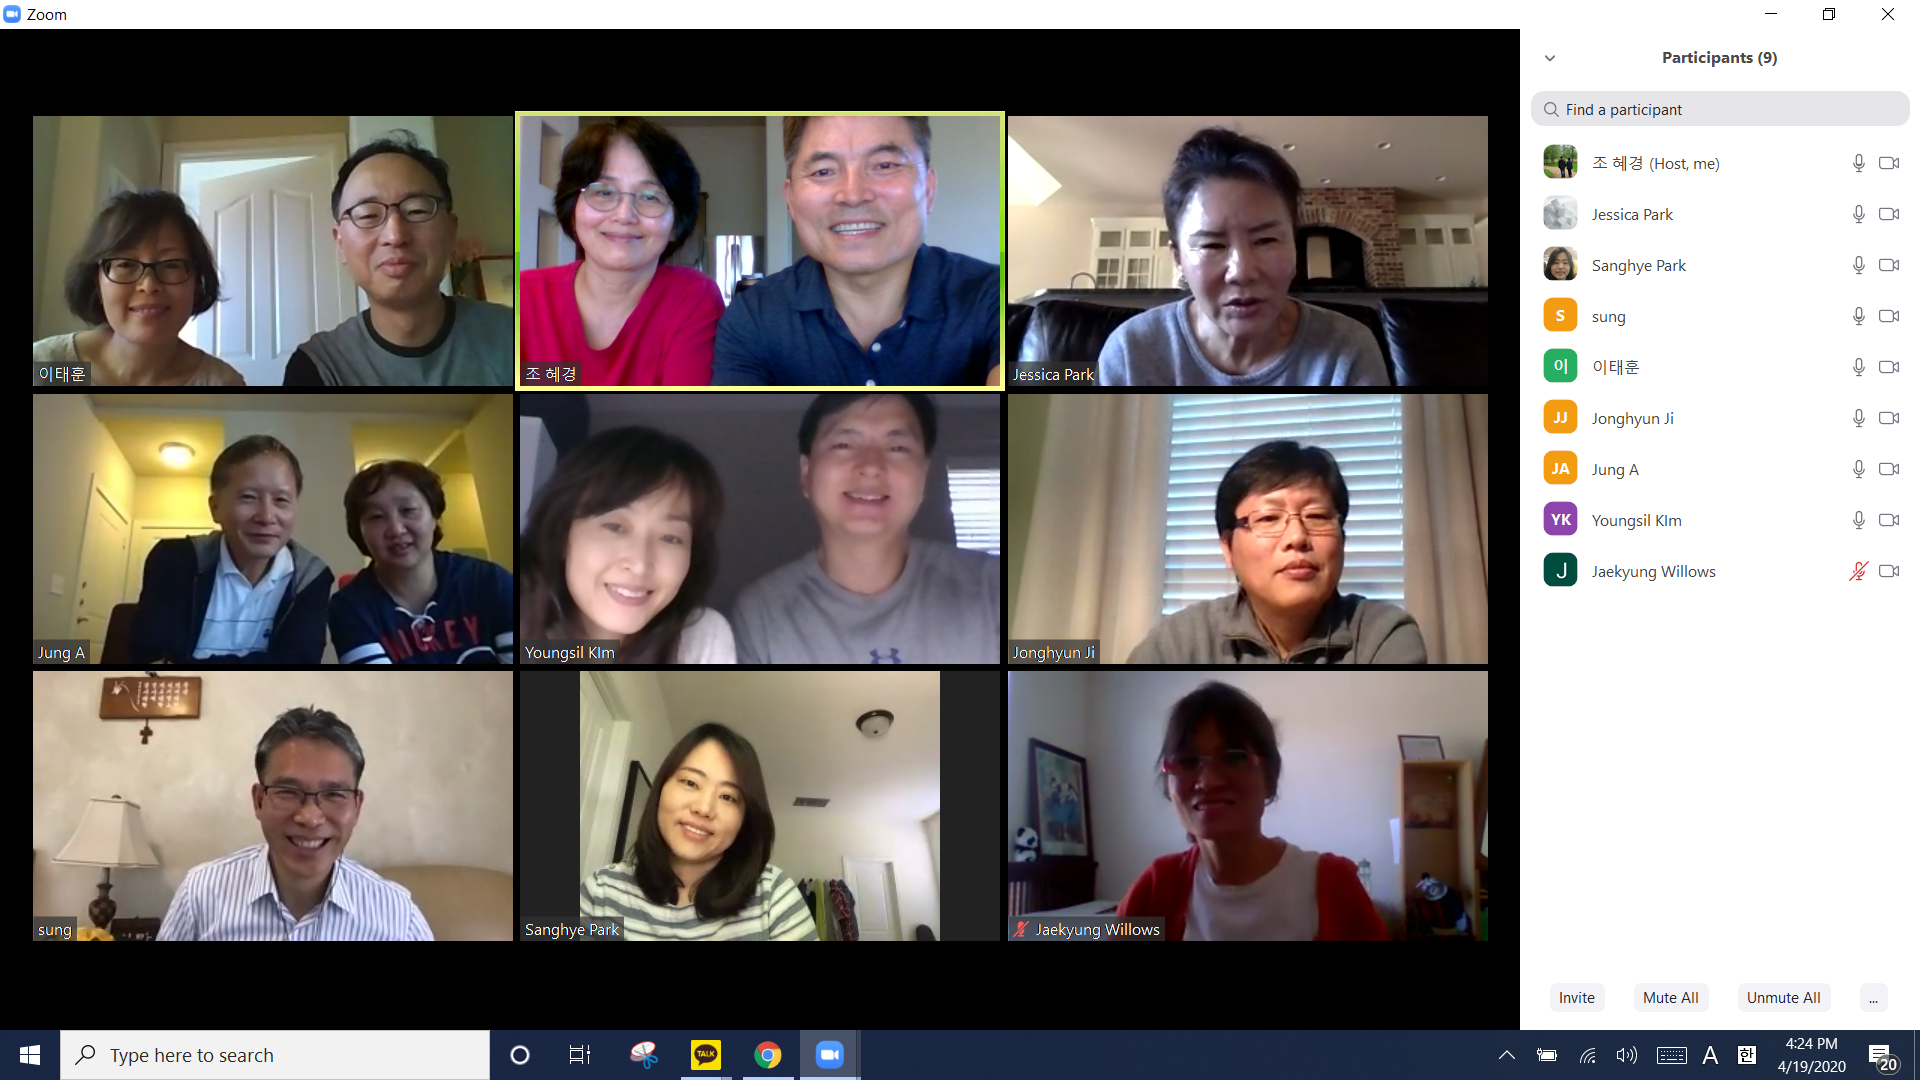 Zoom
이태훈
조 혜경
Jessica Park
Jung A
Youngsil KIm
Jonghyun Ji
sung
Sanghye Park
Jaekyung Willows
Participants (9)
Find a participant
조 혜경 (Host, me)
Jessica Park
Sanghye Park
S
sung
이
이태훈
JJ
Jonghyun Ji
JA
Jung A
YK
Youngsil KIm
J
Jaekyung Willows
Invite
Mute All
Unmute All
...
Type here to search
TALK
A
한
4:24 PM
4/19/2020
20